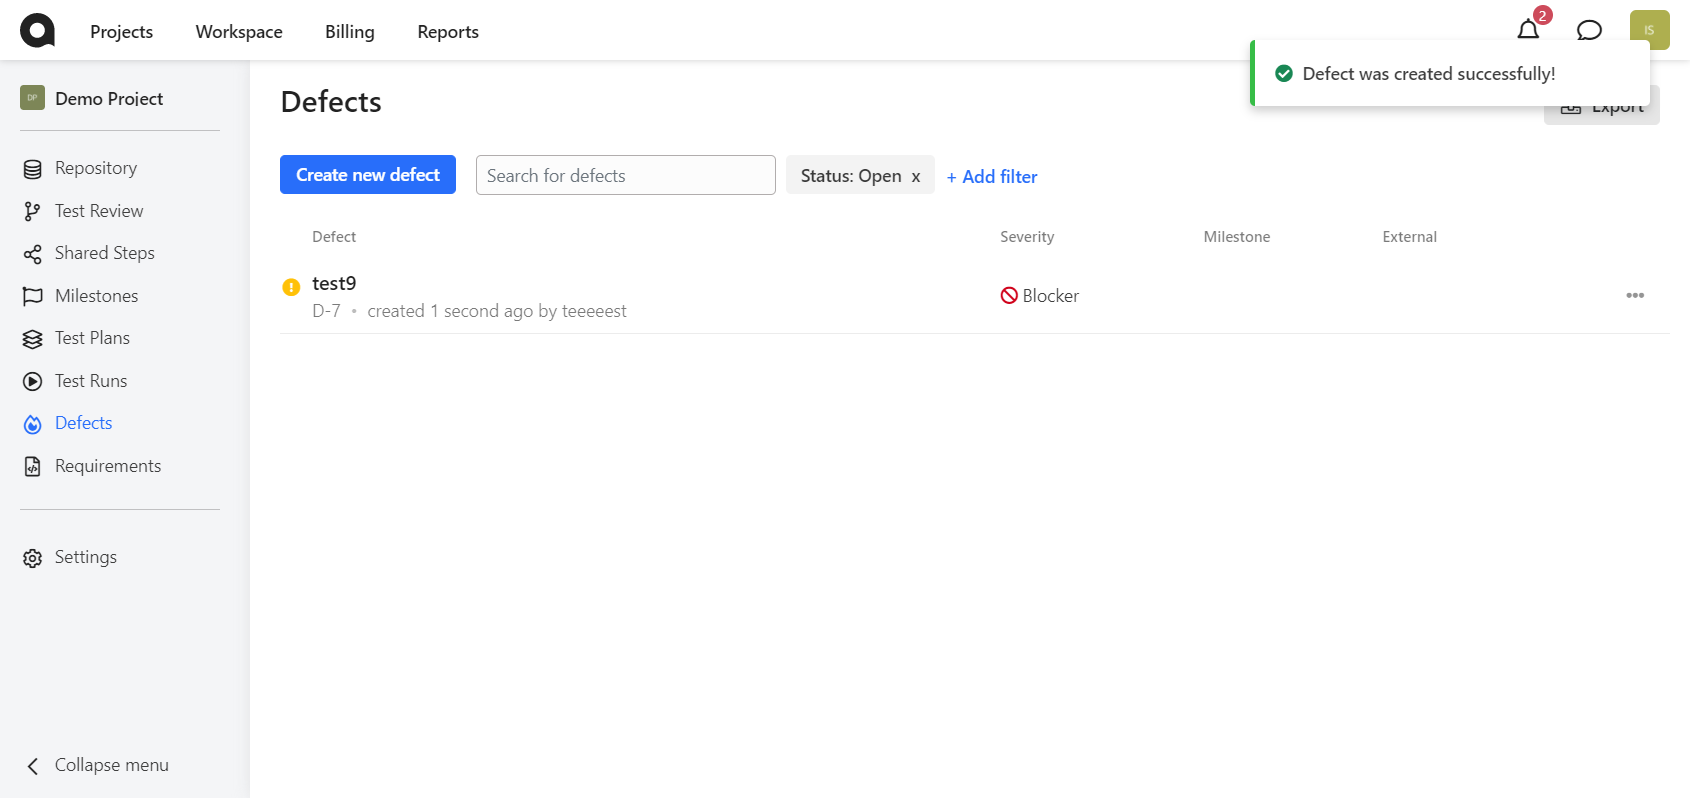 Projects Workspace Billing Reports 2 IS
Defect was created successfully!
DP Demo Project
Defects
Export
Create new defect Search for defects Status: Open x + Add filter
Repository
Test Review
Shared Steps
Milestones
Test Plans
Test Runs
Defects
Requirements
Settings
Collapse menu
Defect Severity Milestone External
test9
D-7 • created 1 second ago by teeeeest
Blocker